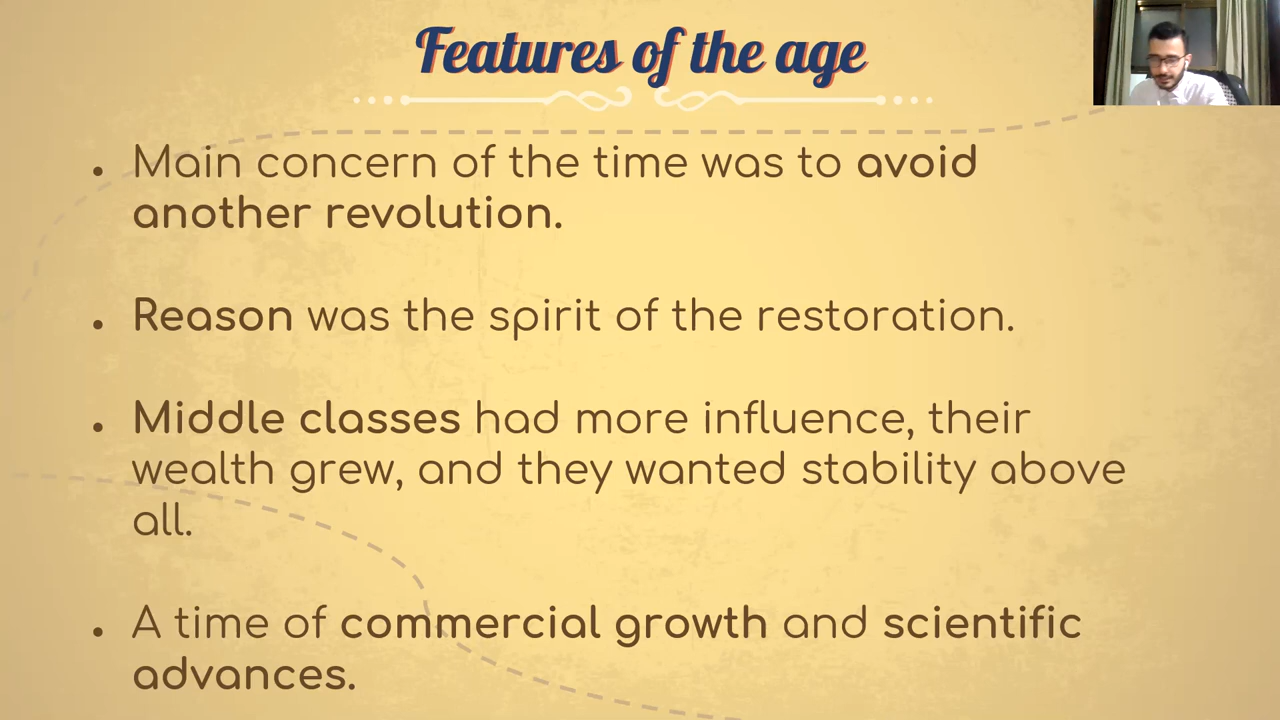 Features of the age
• Main concern of the time was to avoid
another revolution.
• Reason was the spirit of the restoration.
• Middle classes had more influence, their
wealth grew, and they wanted stability above
all.
• A time of commercial growth and scientific
advances.